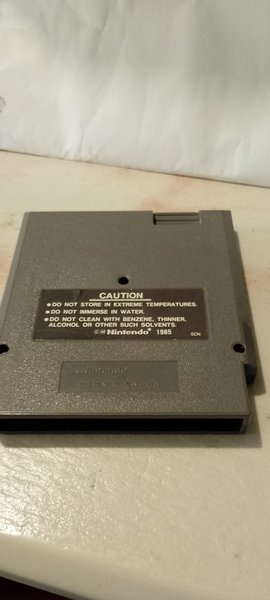 CAUTION
●DO NOT STORE IN EXTREME TEMPERATURES.
●DO NOT IMMERSE IN WATER.
●DO NOT CLEAN WITH BENZENE, THINNER,
ALCOHOL OR OTHER SUCH SOLVENTS.
Nintendo® 1985
SCN
Nintendo